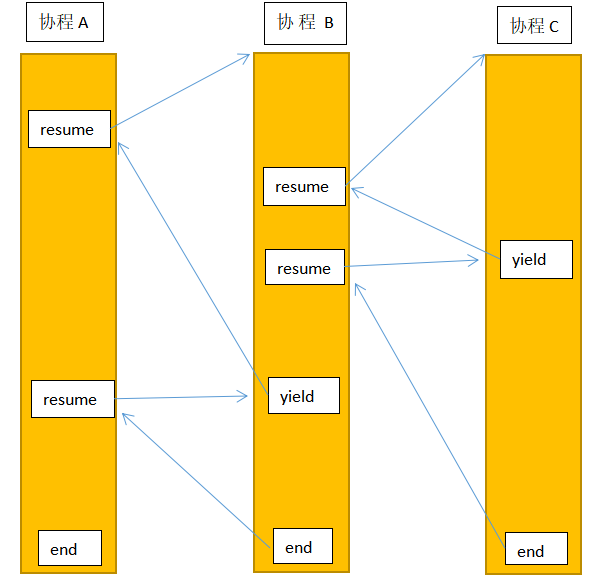 协程 A
协 程 B
协程 C
resume
resume
resume
yield
resume
yield
end
end
end